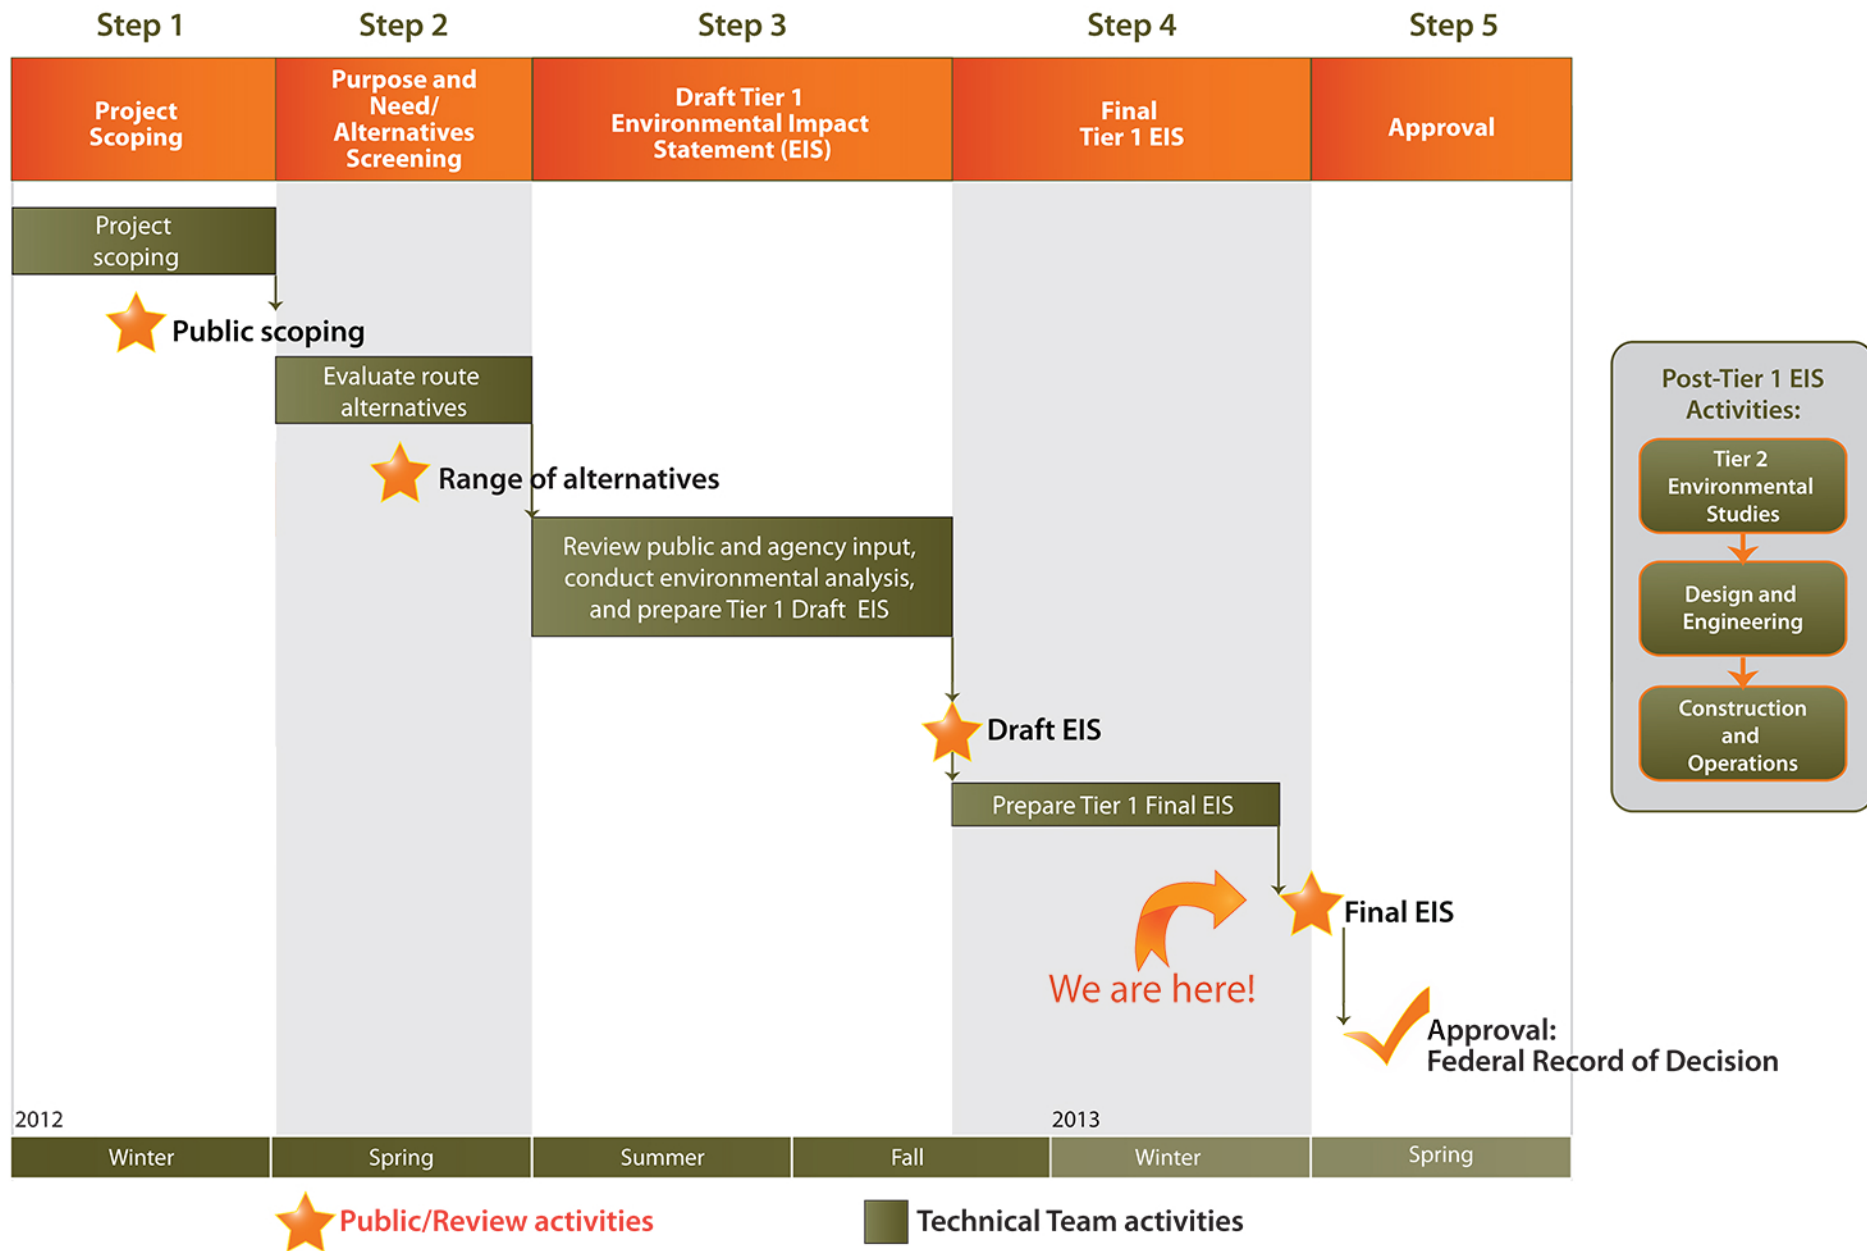 Step 1
Step 2
Step 3
Step 4
Step 5
Project
Scoping
Purpose and
Need/
Alternatives
Screening
Draft Tier 1
Environmental Impact
Statement (EIS)
Final
Tier 1 EIS
Approval
Project
scoping
Public scoping
Evaluate route
alternatives
Range of alternatives
Review public and agency input,
conduct environmental analysis,
and prepare Tier 1 Draft EIS
Draft EIS
Prepare Tier 1 Final EIS
We are here!
Final EIS
Approval:
Federal Record of Decision
Post-Tier 1 EIS
Activities:
Tier 2
Environmental
Studies
Design and
Engineering
Construction
and
Operations
2012
2013
Winter
Spring
Summer
Fall
Winter
Spring
Public/Review activities
Technical Team activities